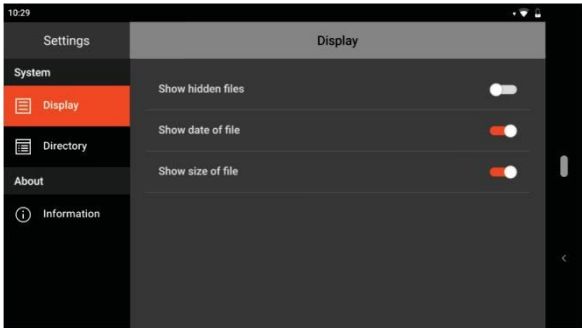 10:29
Settings
Display
System
Display
Directory
About
Information
Show hidden files
Show date of file
Show size of file